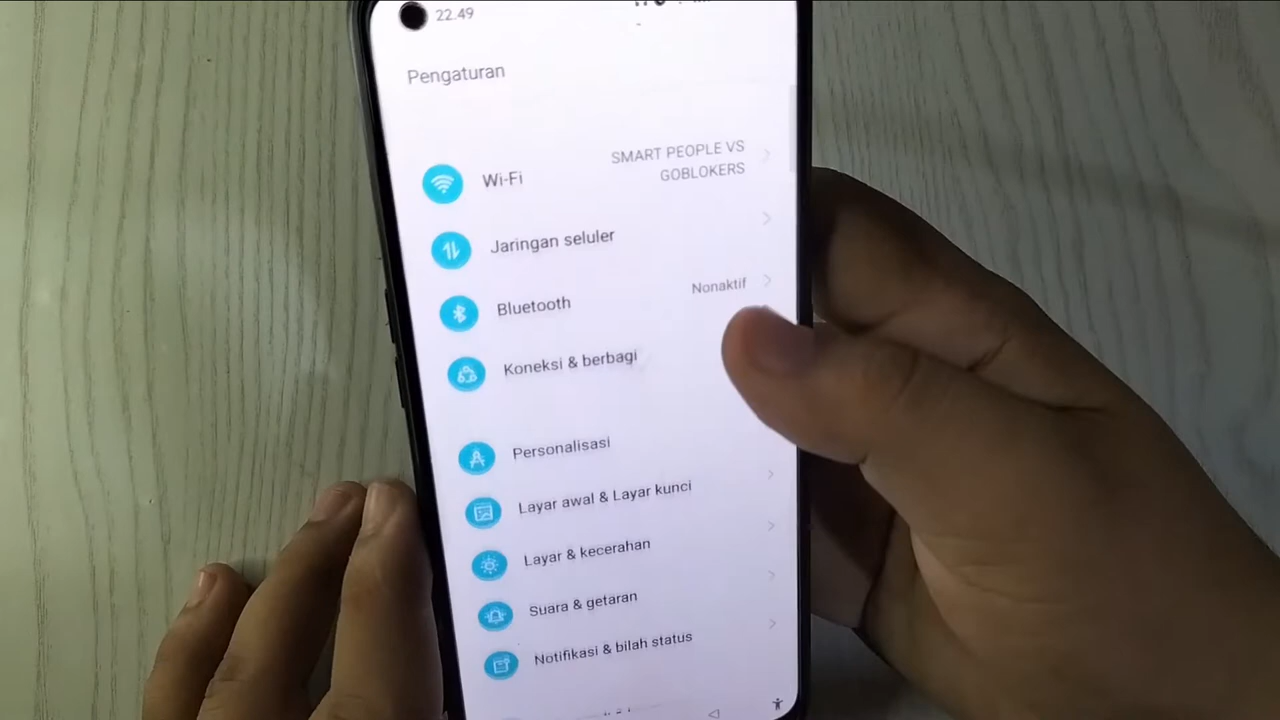 22.49
Pengaturan
Wi-Fi
SMART PEOPLE VS
GOBLOKERS
Jaringan seluler
Bluetooth
Nonaktif
Koneksi & berbagi
Personalisasi
Layar awal & Layar kunci
Layar & kecerahan
Suara & getaran
Notifikasi & bilah status